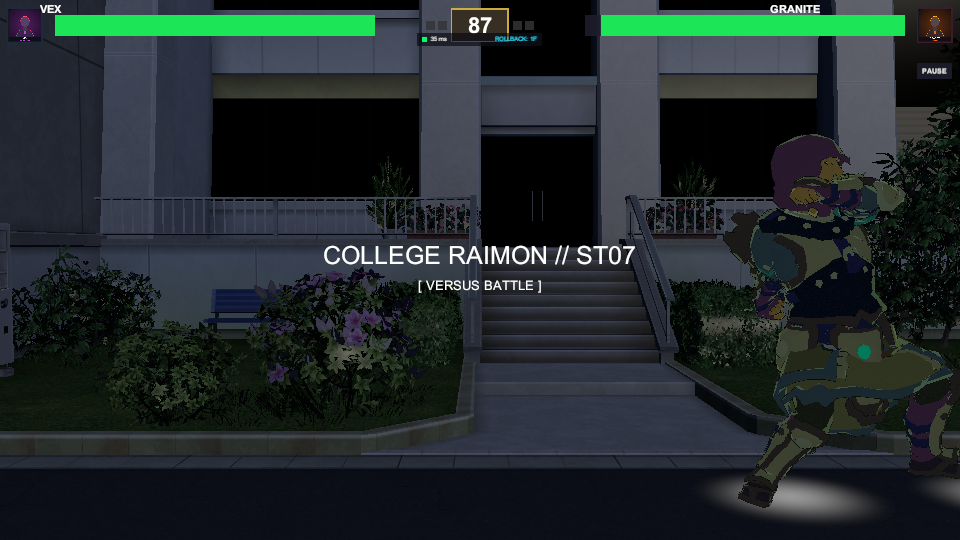 VEX
GRANITE
87
35 ms
ROLLBACK: 1F
PAUSE
COLLEGE RAIMON // ST07
[ VERSUS BATTLE ]